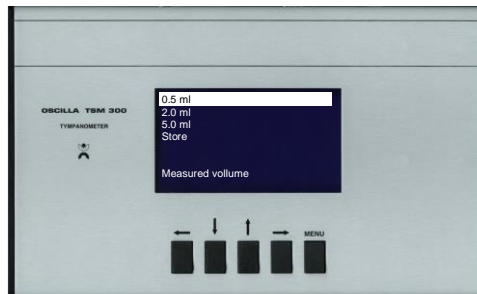 OSCILLA TSM 300
TYMPANOMETER
0.5 ml
2.0 ml
5.0 ml
Store
Measured vollume
MENU